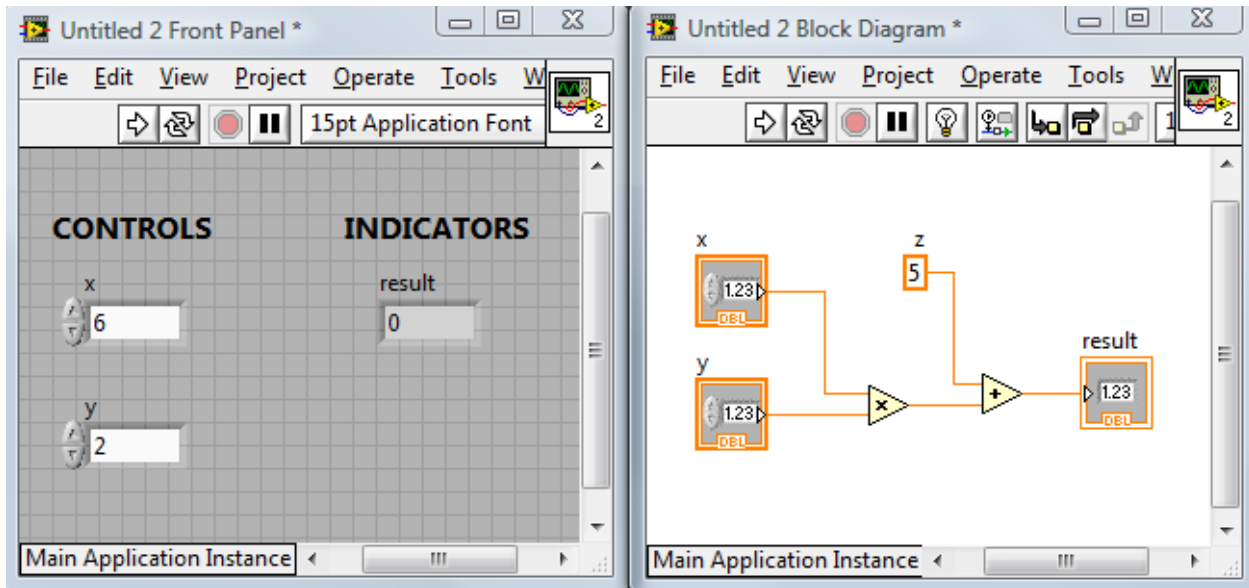 Untitled 2 Front Panel *
File Edit View Project Operate Tools W
15pt Application Font
2
CONTROLS
INDICATORS
x
result
6
0
y
2
Main Application Instance
Untitled 2 Block Diagram *
File Edit View Project Operate Tools W
1
2
x
z
1.23
5
DBL
result
y
1.23
x
+
1.23
DBL
DBL
Main Application Instance